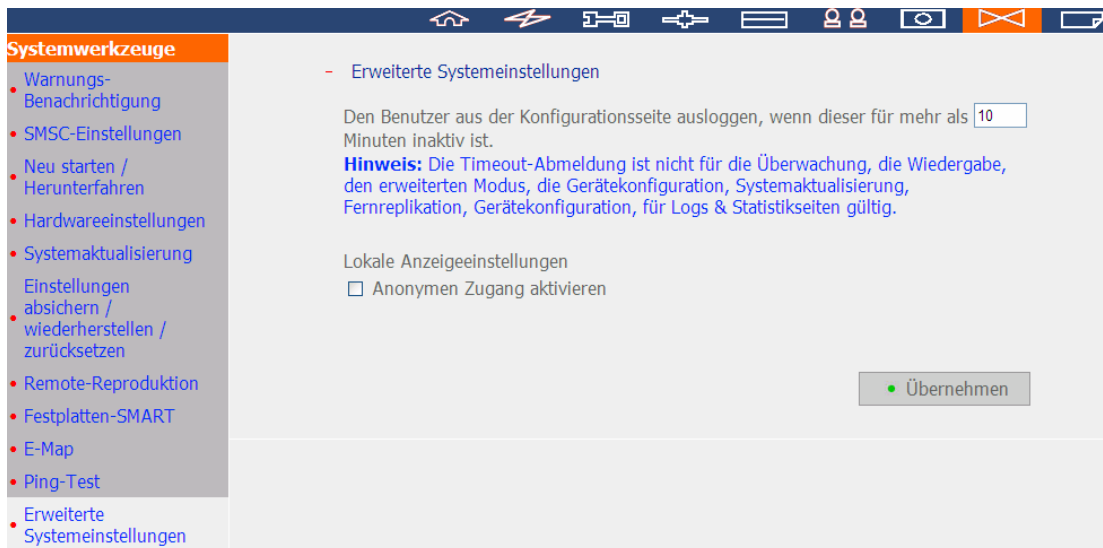 Systemwerkzeuge
Warnungs-
Benachrichtigung
SMSC-Einstellungen
Neu starten /
Herunterfahren
Hardwareeinstellungen
Systemaktualisierung
Einstellungen
absichern /
wiederherstellen /
zurücksetzen
Remote-Reproduktion
Festplatten-SMART
E-Map
Ping-Test
Erweiterte
Systemeinstellungen
– Erweiterte Systemeinstellungen
Den Benutzer aus der Konfigurationsseite ausloggen, wenn dieser für mehr als 10
Minuten inaktiv ist.
Hinweis: Die Timeout-Abmeldung ist nicht für die Überwachung, die Wiedergabe,
den erweiterten Modus, die Gerätekonfiguration, Systemaktualisierung,
Fernreplikation, Gerätekonfiguration, für Logs & Statistikseiten gültig.
Lokale Anzeigeeinstellungen
Anonymen Zugang aktivieren
Übernehmen